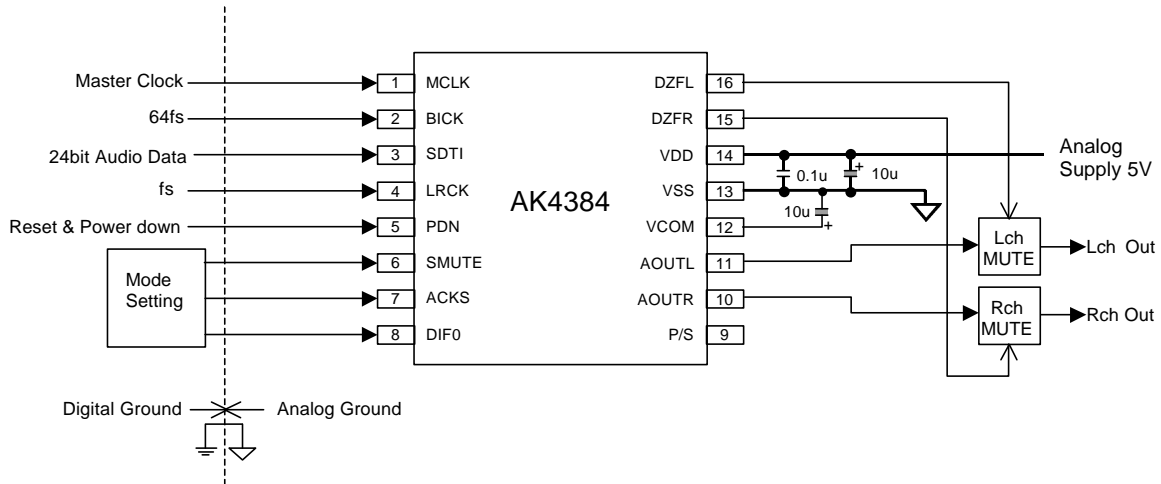 Master Clock
64fs
24bit Audio Data
fs
Reset & Power down
Mode
Setting
1 MCLK
2 BICK
3 SDTI
4 LRCK
5 PDN
6 SMUTE
7 ACKS
8 DIF0
AK4384
DZFL 16
DZFR 15
VDD 14
VSS 13
VCOM 12
AOUTL 11
AOUTR 10
P/S 9
0.1u
+ 10u
10u +
Analog
Supply 5V
Lch
MUTE
Lch Out
Rch
MUTE
Rch Out
Digital Ground
Analog Ground